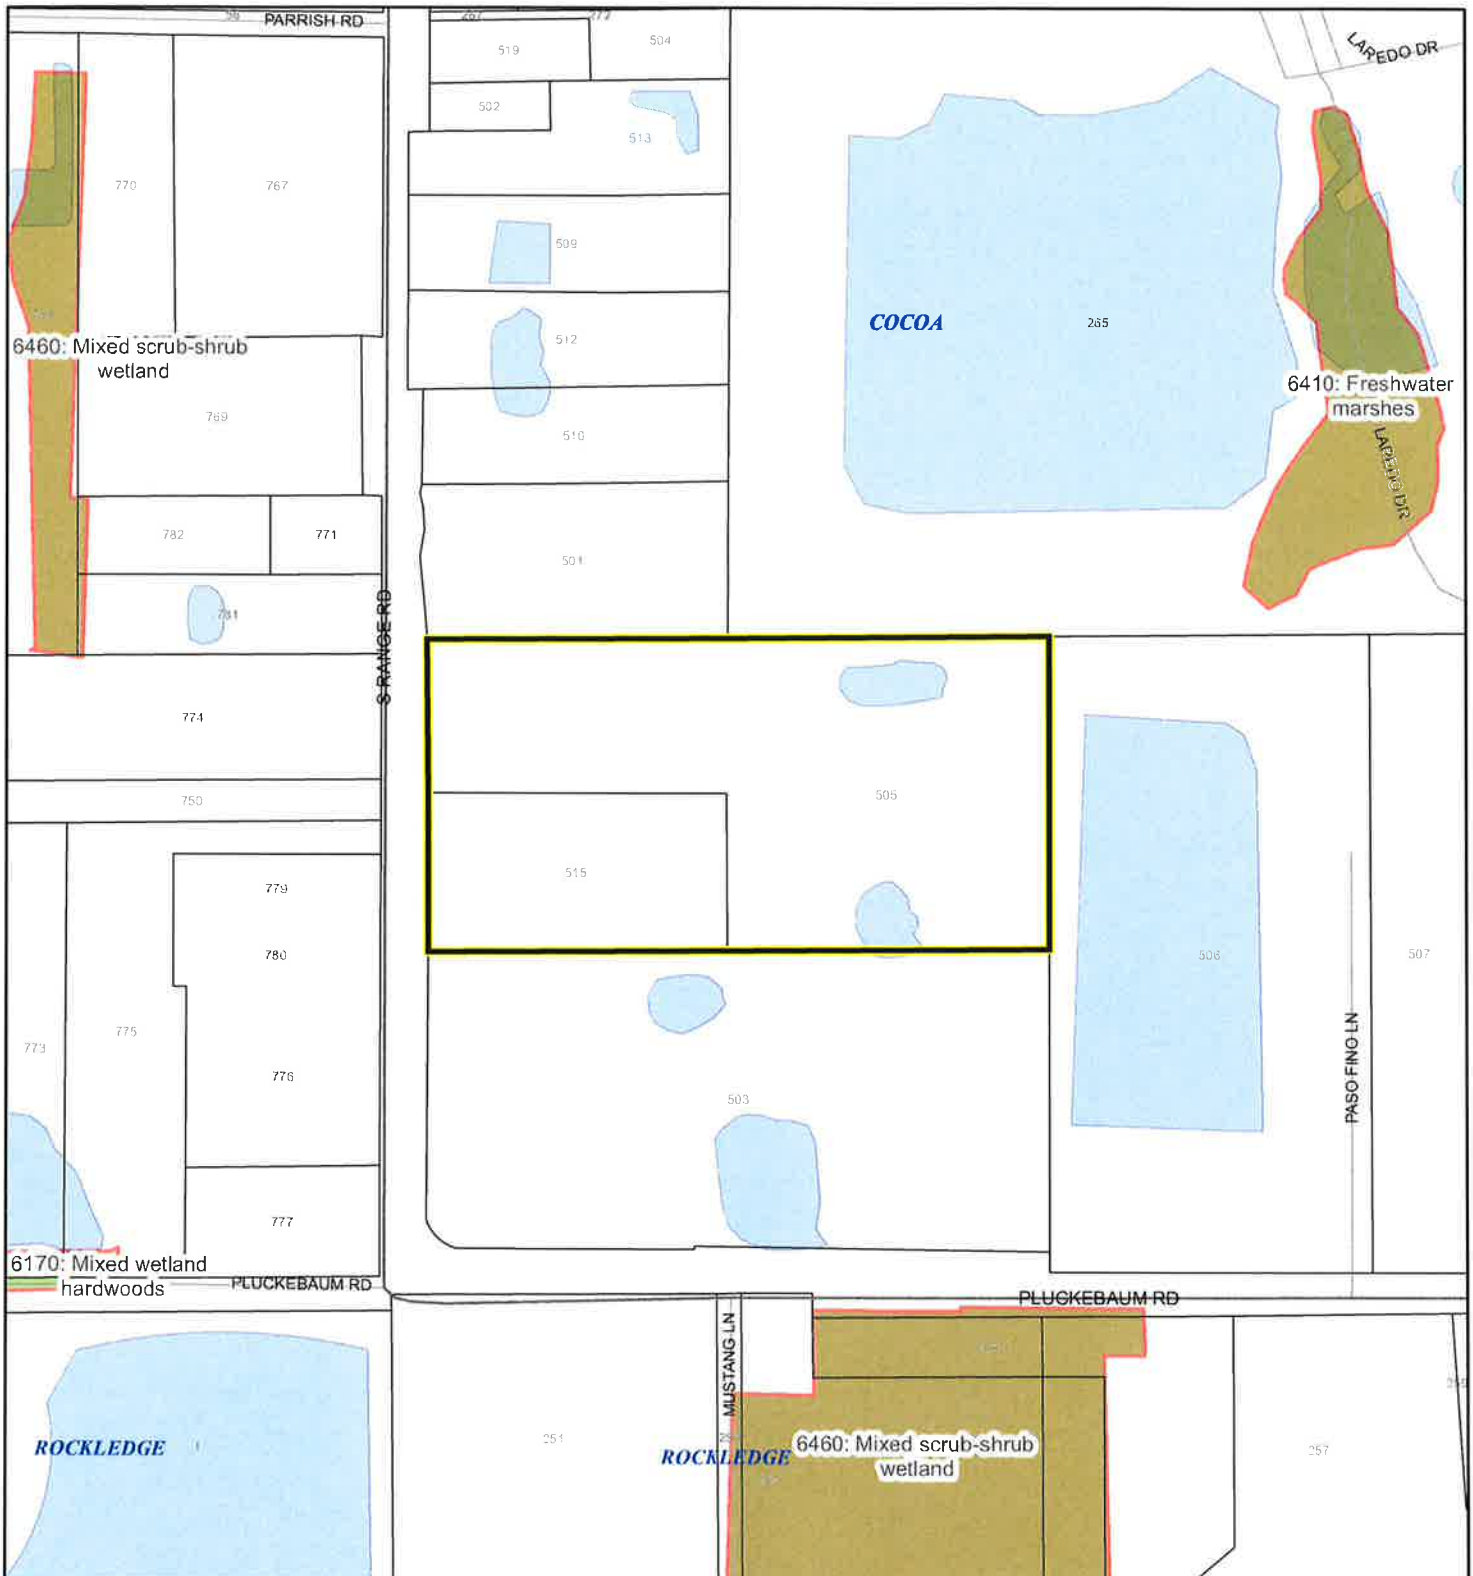 PARRISH RD
519
504
LAREDO DR
502
513
770
767
509
COCOA
265
512
6460: Mixed scrub-shrub
wetland
6410: Freshwater
marshes
769
510
LAREDO DR
782
771
501
781
S RANGE RD
774
750
505
515
779
780
506
507
775
773
776
503
PASO FINO LN
777
6170: Mixed wetland
hardwoods
PLUCKEBAUM RD
PLUCKEBAUM RD
MUSTANG LN
ROCKLEDGE
1
251
ROCKLEDGE
6460: Mixed scrub-shrub
wetland
257